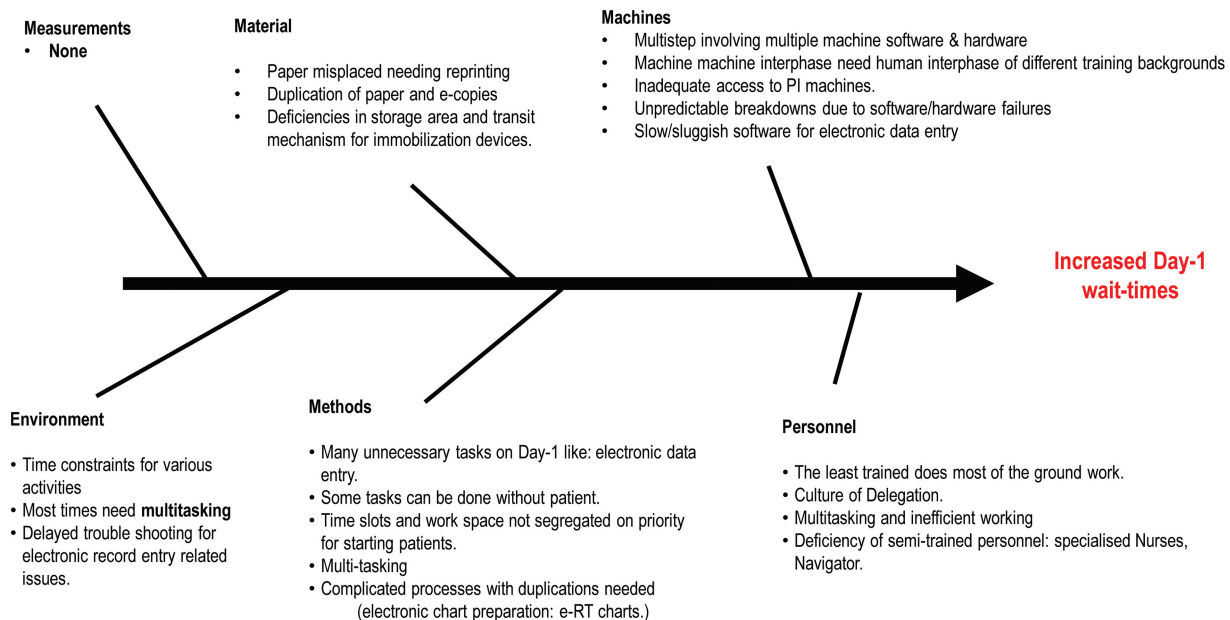 Measurements
• None
Material
• Paper misplaced needing reprinting
• Duplication of paper and e-copies
• Deficiencies in storage area and transit
mechanism for immobilization devices.
Machines
• Multistep involving multiple machine software & hardware
• Machine machine interphase need human interphase of different training backgrounds
• Inadequate access to PI machines.
• Unpredictable breakdowns due to software/hardware failures
• Slow/sluggish software for electronic data entry
Increased Day-1
wait-times
Environment
• Time constraints for various
activities
• Most times need multitasking
• Delayed trouble shooting for
electronic record entry related
issues.
Methods
• Many unnecessary tasks on Day-1 like: electronic data
entry.
• Some tasks can be done without patient.
• Time slots and work space not segregated on priority
for starting patients.
• Multi-tasking
• Complicated processes with duplications needed
(electronic chart preparation: e-RT charts.)
Personnel
• The least trained does most of the ground work.
• Culture of Delegation.
• Multitasking and inefficient working
• Deficiency of semi-trained personnel: specialised Nurses,
Navigator.